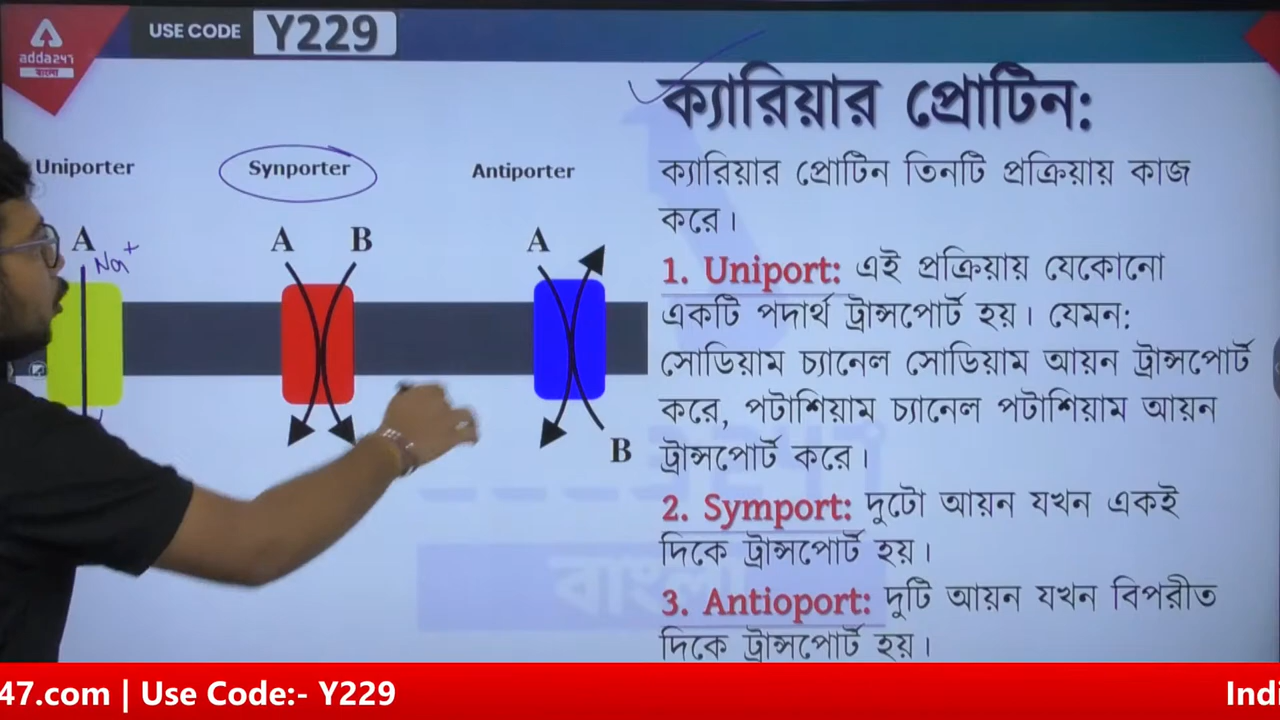 adda247
বাংলা
USE CODE Y229
Uniporter
Synporter
Antiporter
A
Na+
A B
A
B
ক্যারিয়ার প্রোটিন:
ক্যারিয়ার প্রোটিন তিনটি প্রক্রিয়ায় কাজ
করে।
1. Uniport: এই প্রক্রিয়ায় যেকোনো
একটি পদার্থ ট্রান্সপোর্ট হয়। যেমন:
সোডিয়াম চ্যানেল সোডিয়াম আয়ন ট্রান্সপোর্ট
করে, পটাশিয়াম চ্যানেল পটাশিয়াম আয়ন
ট্রান্সপোর্ট করে।
2. Symport: দুটো আয়ন যখন একই
দিকে ট্রান্সপোর্ট হয়।
3. Antioport: দুটি আয়ন যখন বিপরীত
দিকে ট্রান্সপোর্ট হয়।
বাংলা
47.com | Use Code:- Y229
Indi